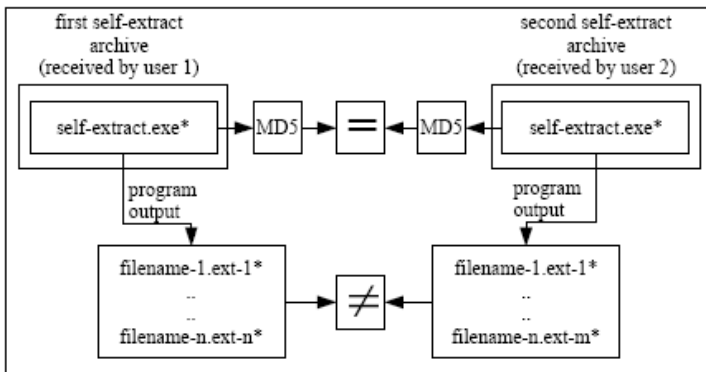 first self-extract
archive
(received by user 1)
second self-extract
archive
(received by user 2)
self-extract.exe*
MD5
=
MD5
self-extract.exe*
program
output
program
output
filename-1.ext-1*
..
..
filename-n.ext-n*
≠
filename-1.ext-1*
..
..
filename-n.ext-m*